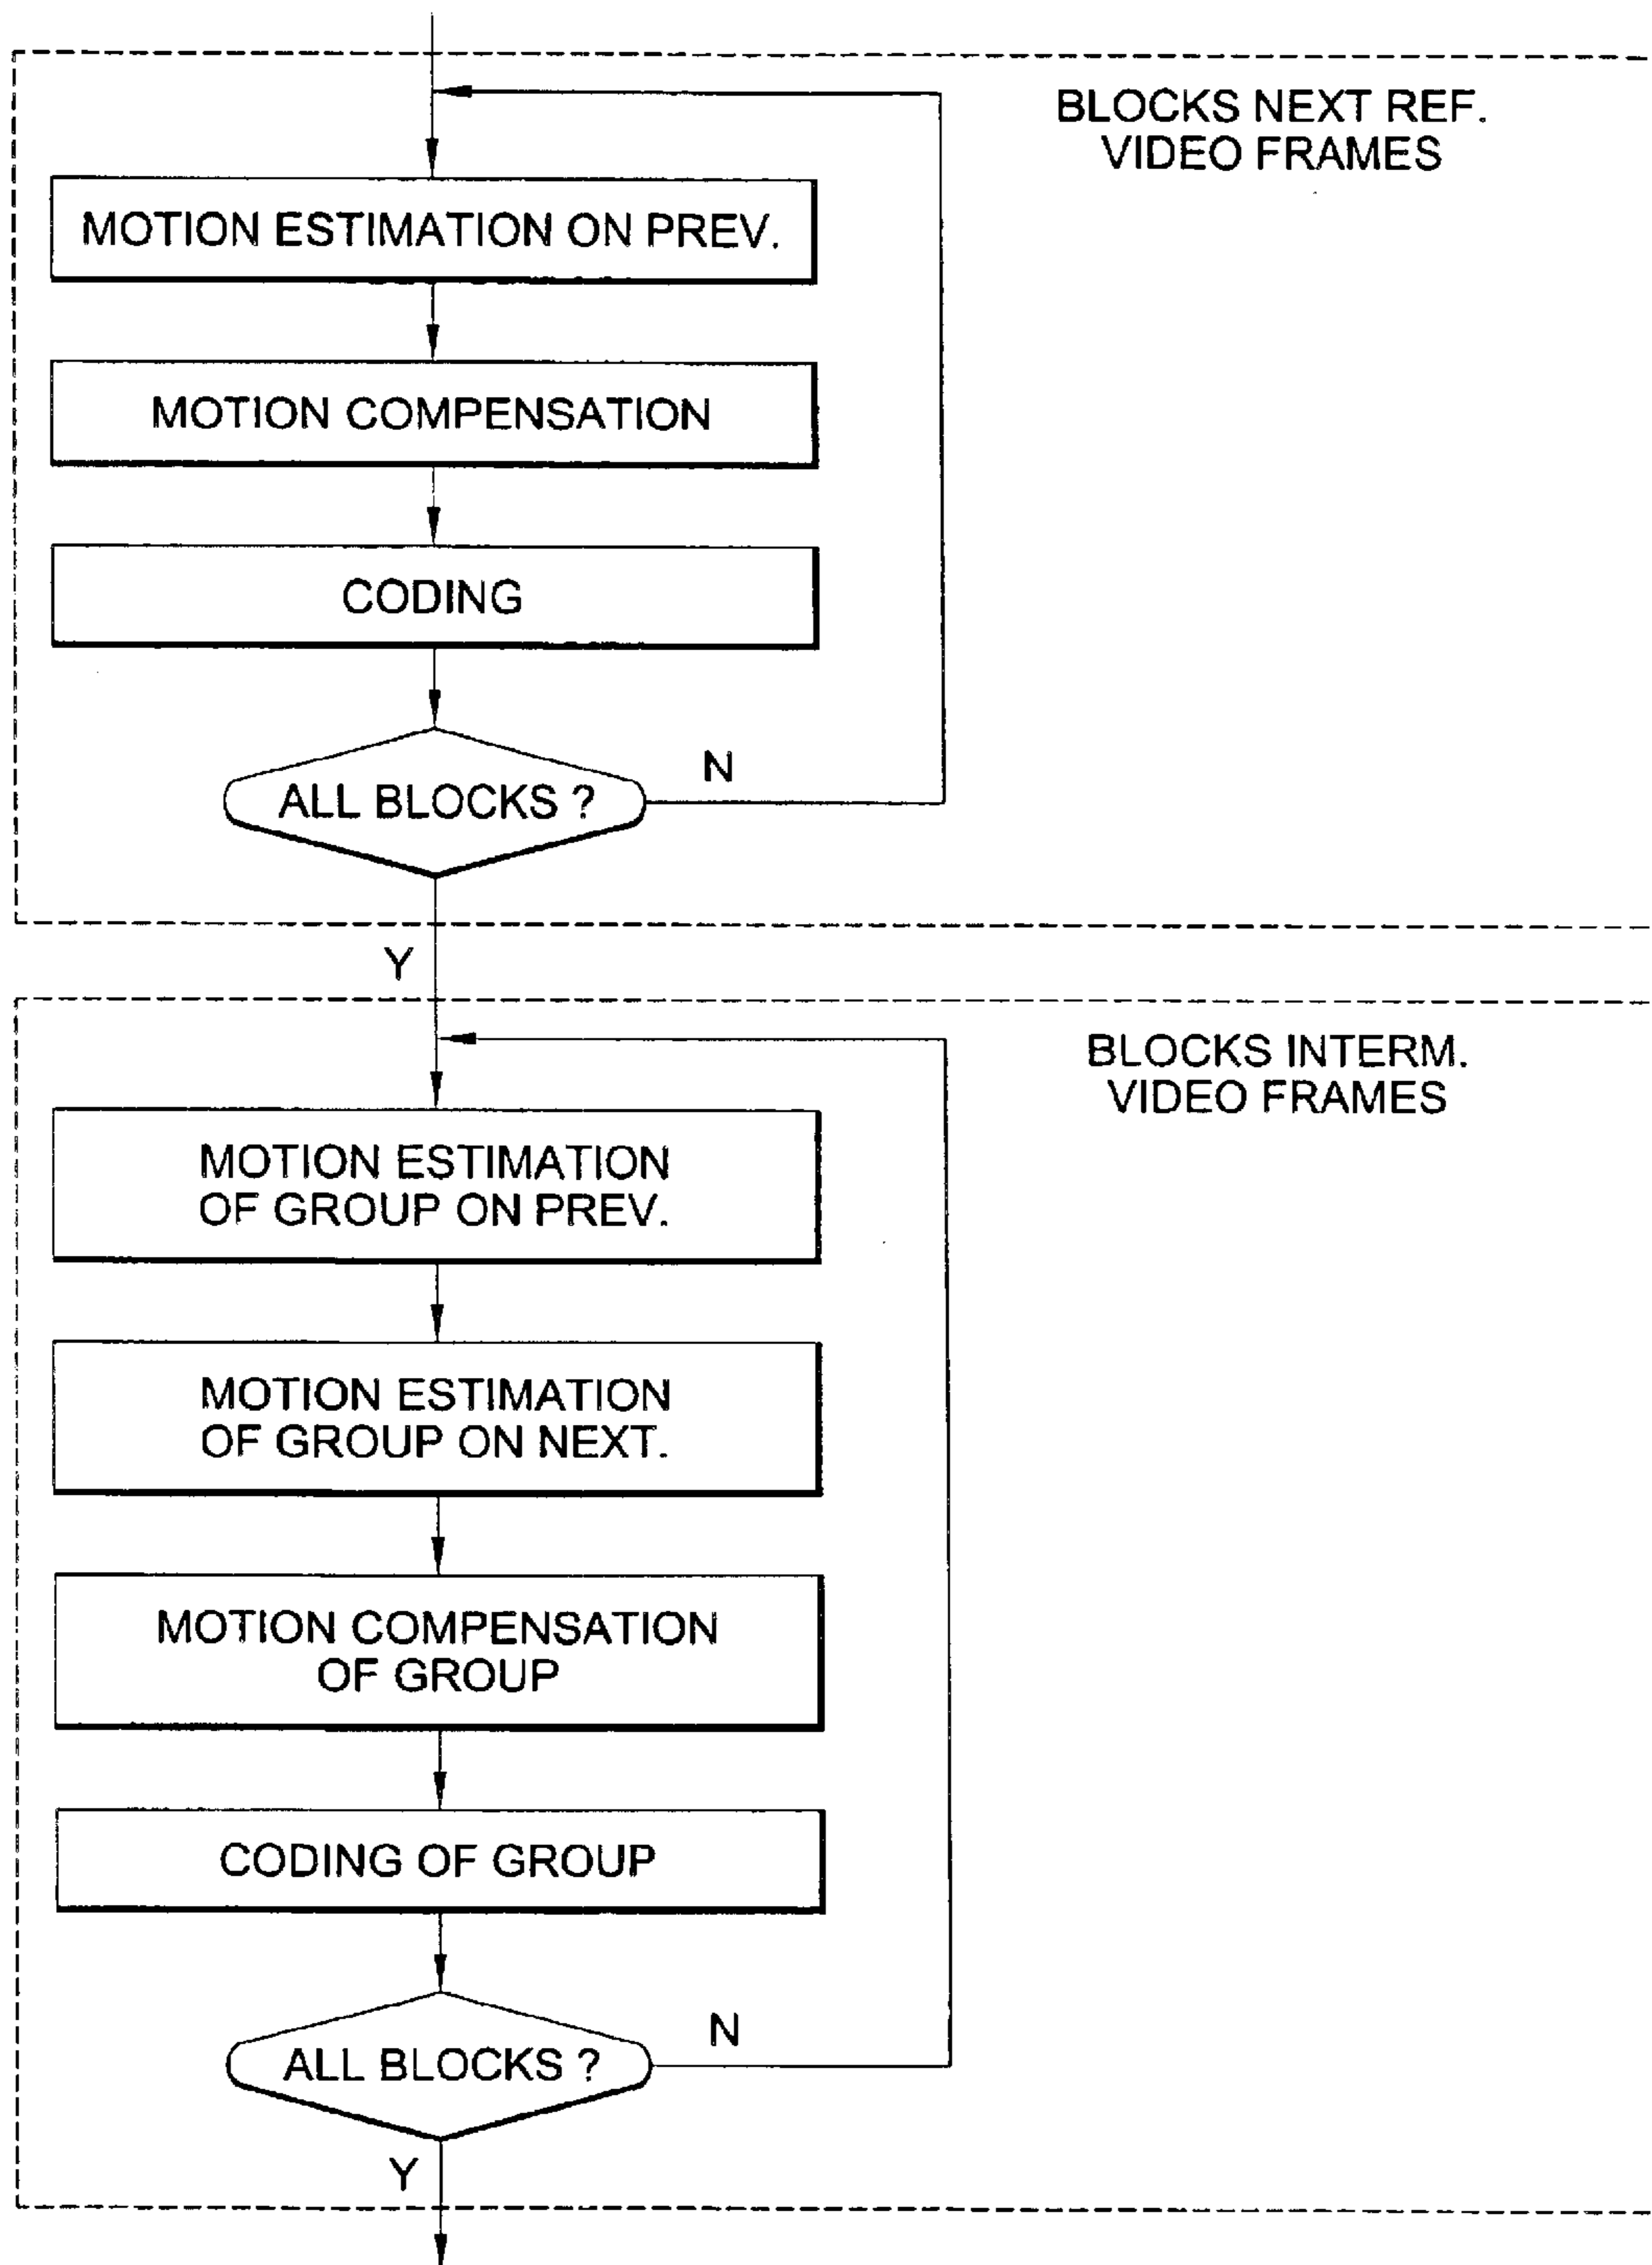 BLOCKS NEXT REF.
VIDEO FRAMES
MOTION ESTIMATION ON PREV.
MOTION COMPENSATION
CODING
ALL BLOCKS ?
N
Y
BLOCKS INTERM.
VIDEO FRAMES
MOTION ESTIMATION
OF GROUP ON PREV.
MOTION ESTIMATION
OF GROUP ON NEXT.
MOTION COMPENSATION
OF GROUP
CODING OF GROUP
ALL BLOCKS ?
N
Y